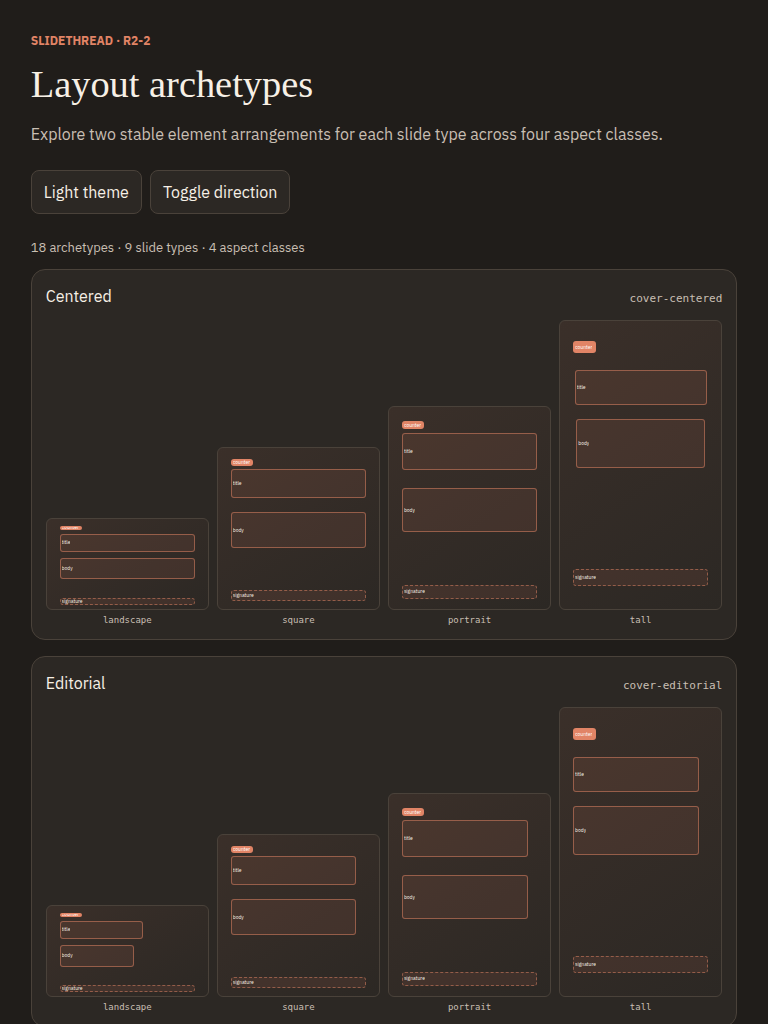 SLIDETHREAD · R2-2
Layout archetypes
Explore two stable element arrangements for each slide type across four aspect classes.
Light theme
Toggle direction
18 archetypes · 9 slide types · 4 aspect classes
Centered
cover-centered
title
body
signature
landscape
counter
title
body
signature
square
counter
title
body
signature
portrait
counter
title
body
signature
tall
Editorial
cover-editorial
title
body
signature
landscape
counter
title
body
signature
square
counter
title
body
signature
portrait
counter
title
body
signature
tall